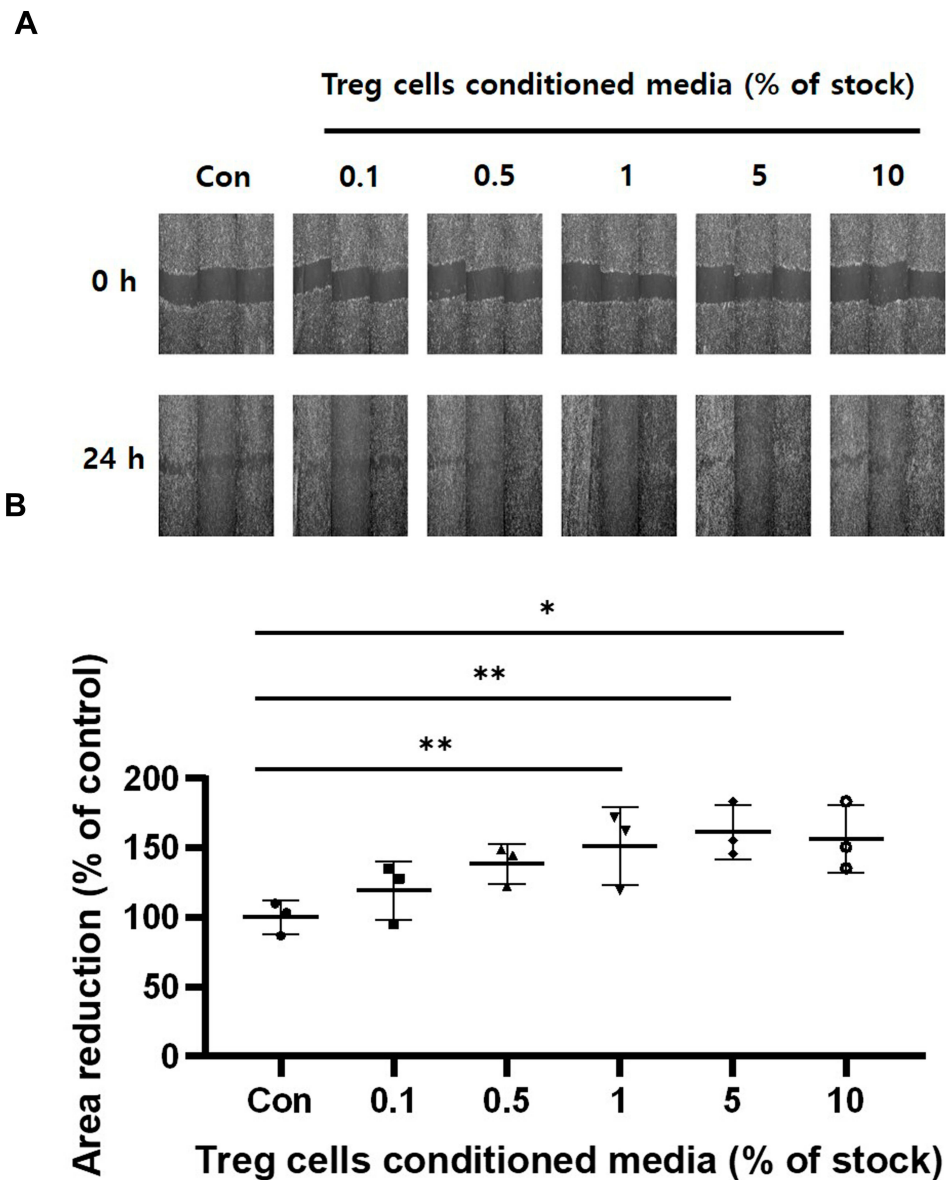 A
Treg cells conditioned media (% of stock)
Con 0.1 0.5 1 5 10
0 h
24 h
B
*
**
**
Area reduction (% of control)
200
150
100
50
0
Con 0.1 0.5 1 5 10
Treg cells conditioned media (% of stock)